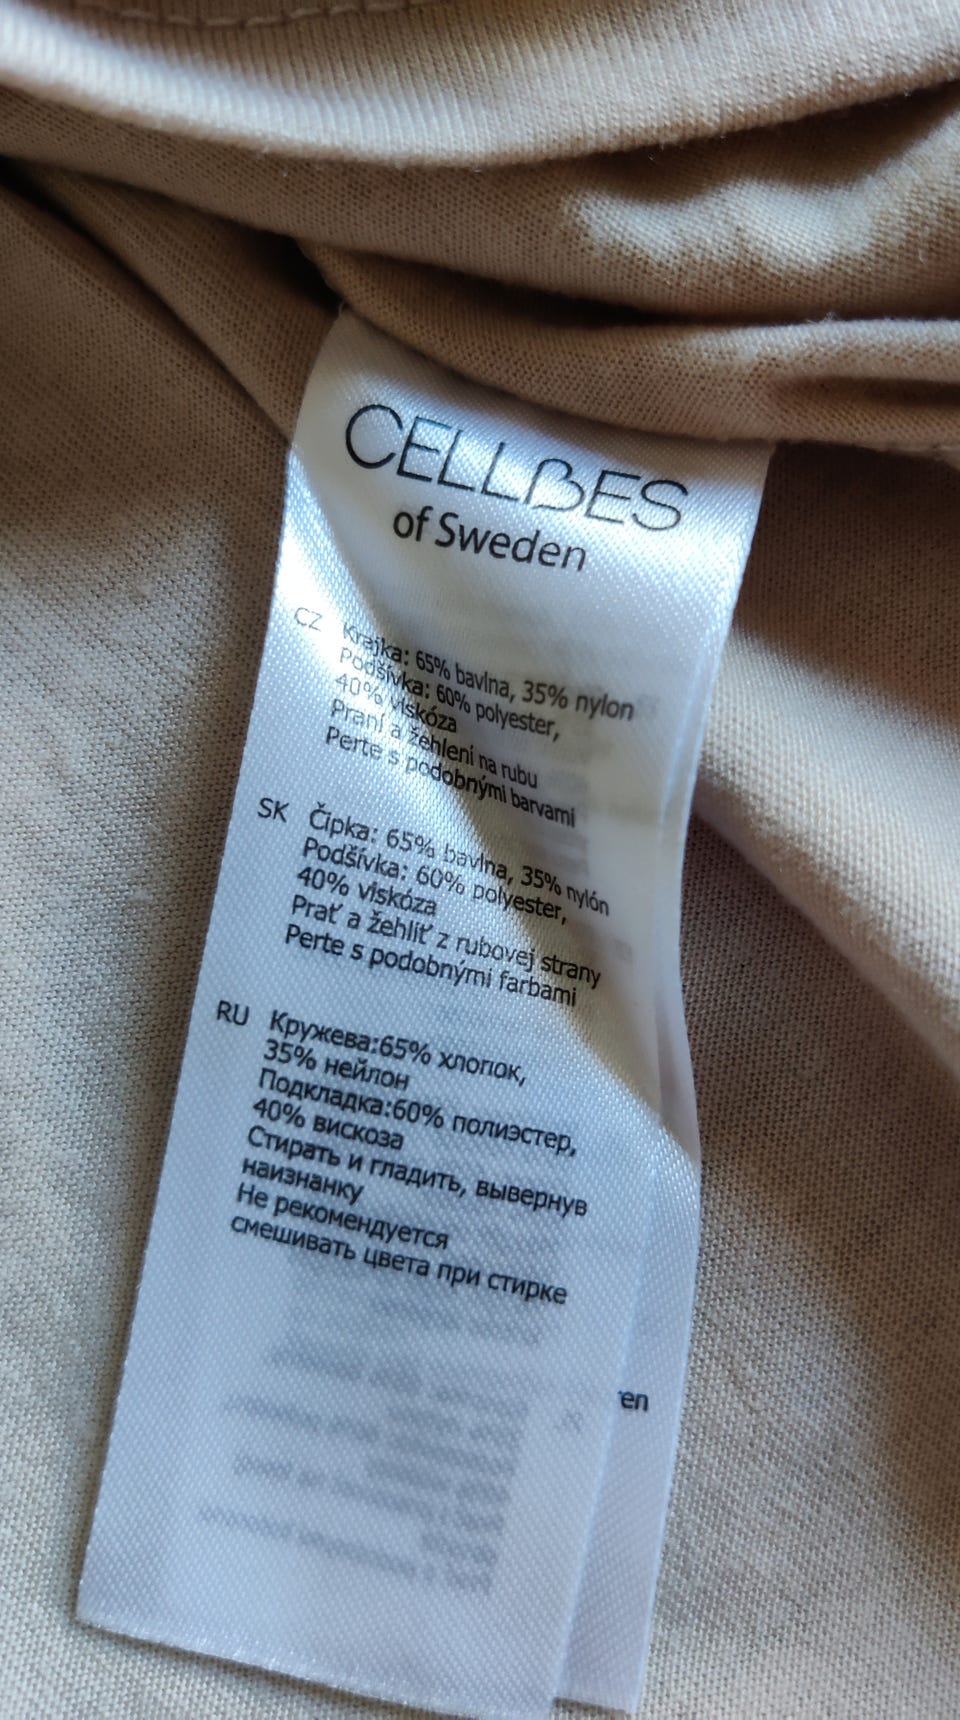 CELLBES
of Sweden
CZ Krajka: 65% bavlna, 35% nylon
Podšívka: 60% polyester,
40% viskóza
Praní a žehlení na rubu
Perte s podobnými barvami
SK Čipka: 65% bavlna, 35% nylón
Podšívka: 60% polyester,
40% viskóza
Prať a žehliť z rubovej strany
Perte s podobnými farbami
RU Кружева:65% хлопок,
35% нейлон
Подкладка:60% полиэстер,
40% вискоза
Стирать и гладить, вывернув
наизнанку
Не рекомендуется
смешивать цвета при стирке